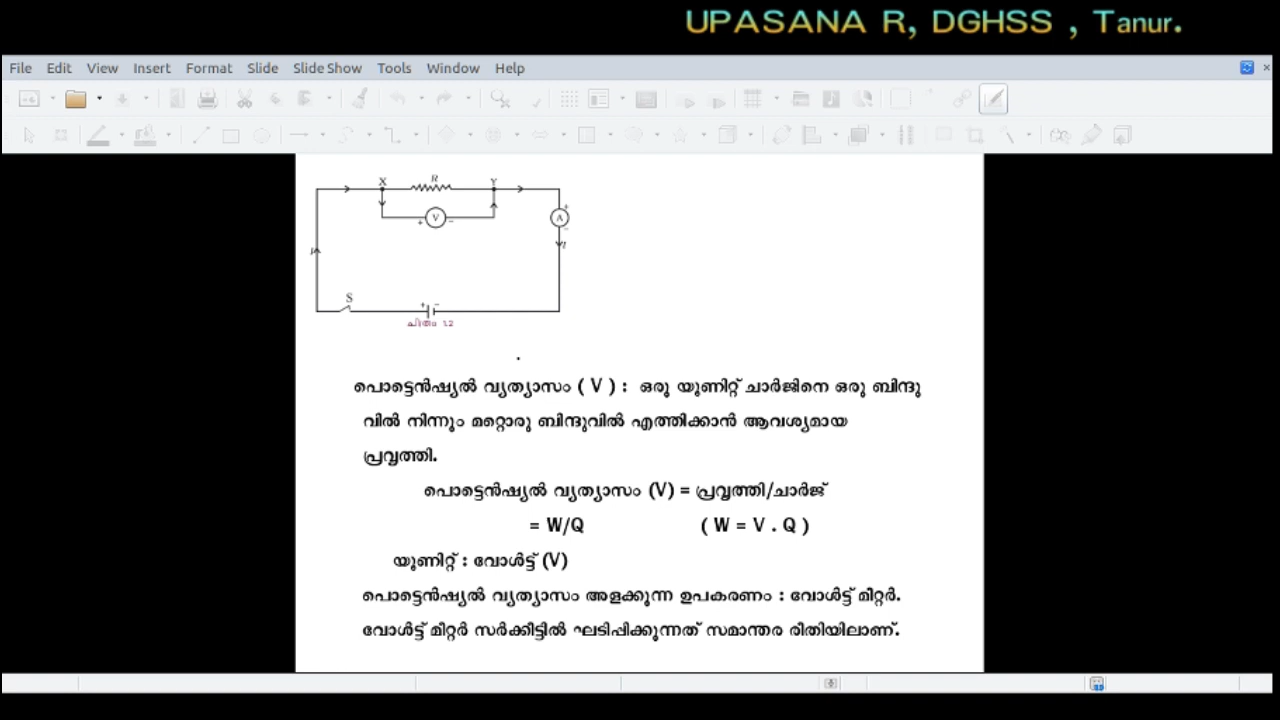 UPASANA R, DGHSS , Tanur.
File Edit View Insert Format Slide Slide Show Tools Window Help
X R Y
+ V −
+ A −
I
S + −
ചിത്രം 1.2
പൊട്ടെൻഷ്യൽ വ്യത്യാസം ( V ) : ഒരു യൂണിറ്റ് ചാർജിനെ ഒരു ബിന്ദു
വിൽ നിന്നും മറ്റൊരു ബിന്ദുവിൽ എത്തിക്കാൻ ആവശ്യമായ
പ്രവൃത്തി.
പൊട്ടെൻഷ്യൽ വ്യത്യാസം (V) = പ്രവൃത്തി/ചാർജ്
= W/Q ( W = V . Q )
യൂണിറ്റ് : വോൾട്ട് (V)
പൊട്ടെൻഷ്യൽ വ്യത്യാസം അളക്കുന്ന ഉപകരണം : വോൾട്ട് മീറ്റർ.
വോൾട്ട് മീറ്റർ സർക്കീട്ടിൽ ഘടിപ്പിക്കുന്നത് സമാന്തര രീതിയിലാണ്.